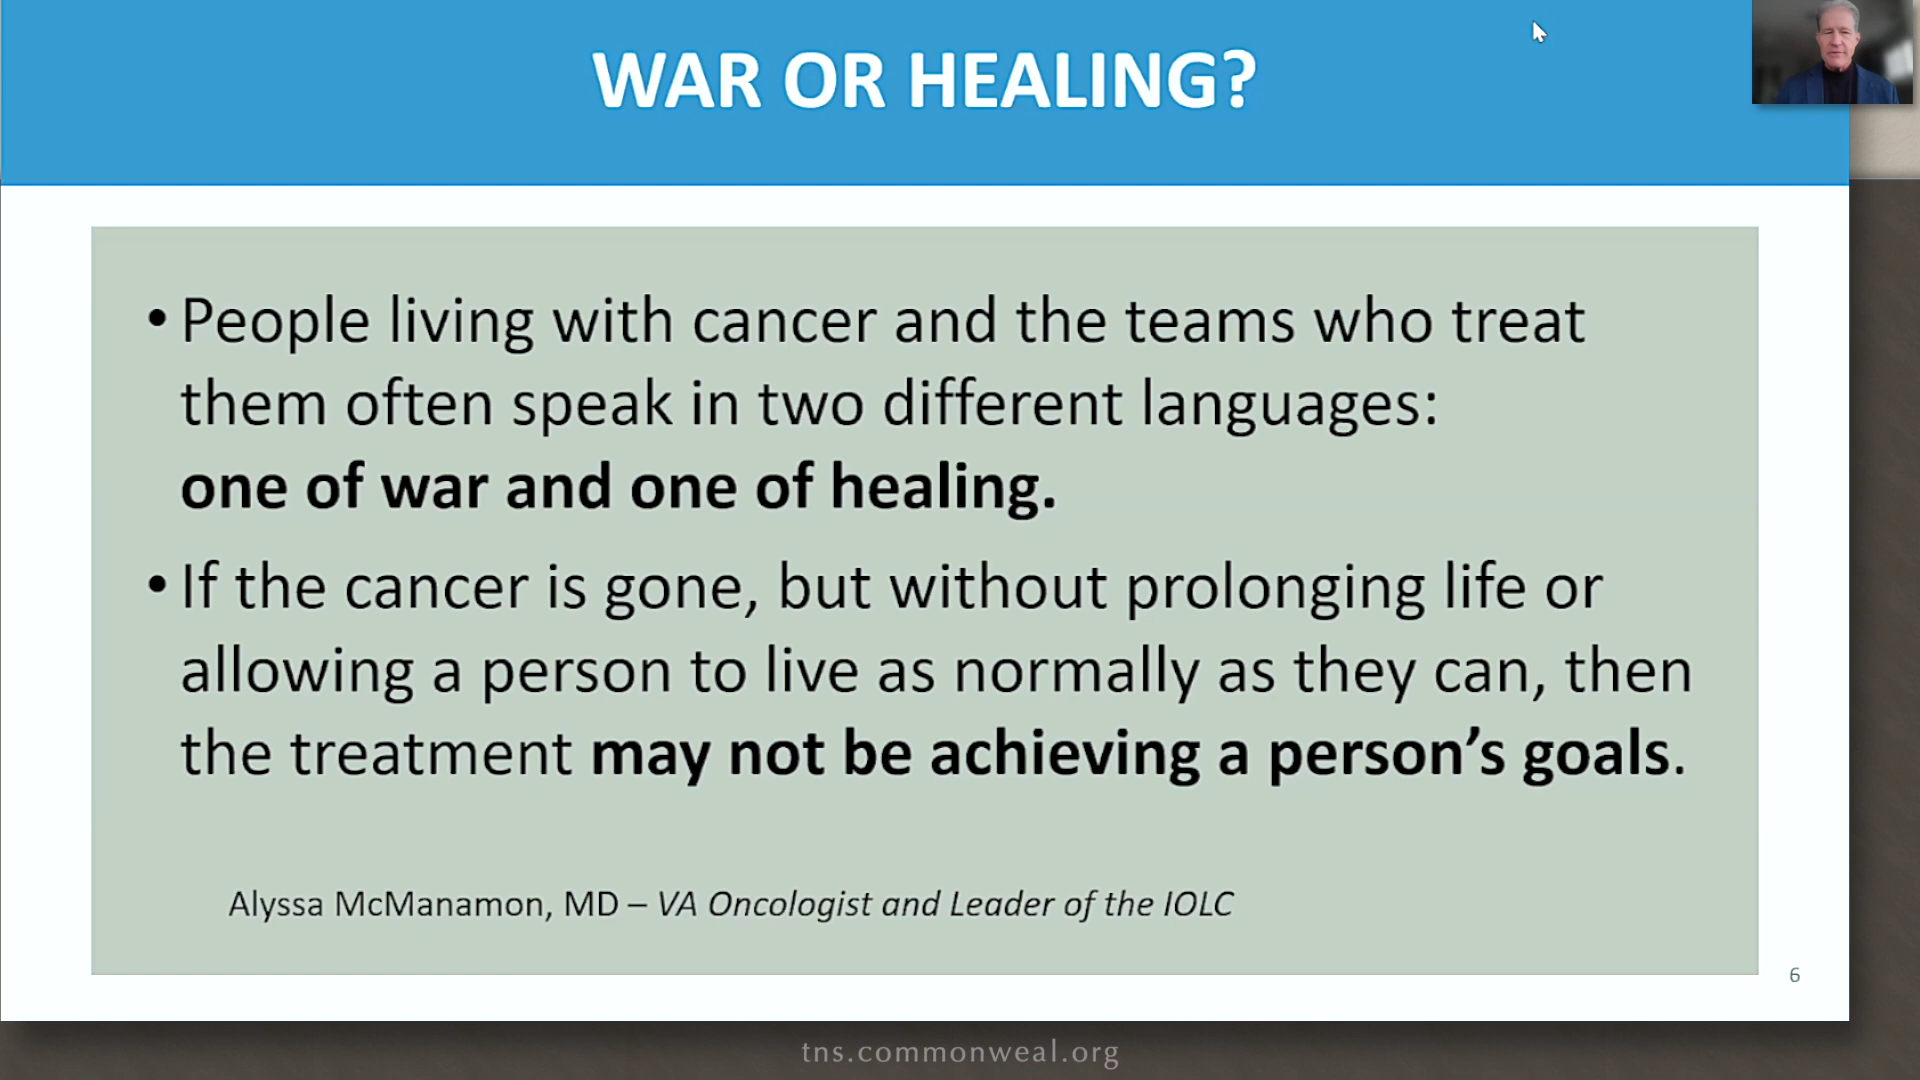 WAR OR HEALING?
• People living with cancer and the teams who treat
them often speak in two different languages:
one of war and one of healing.
• If the cancer is gone, but without prolonging life or
allowing a person to live as normally as they can, then
the treatment may not be achieving a person’s goals.
Alyssa McManamon, MD – VA Oncologist and Leader of the IOLC
6
tns.commonweal.org